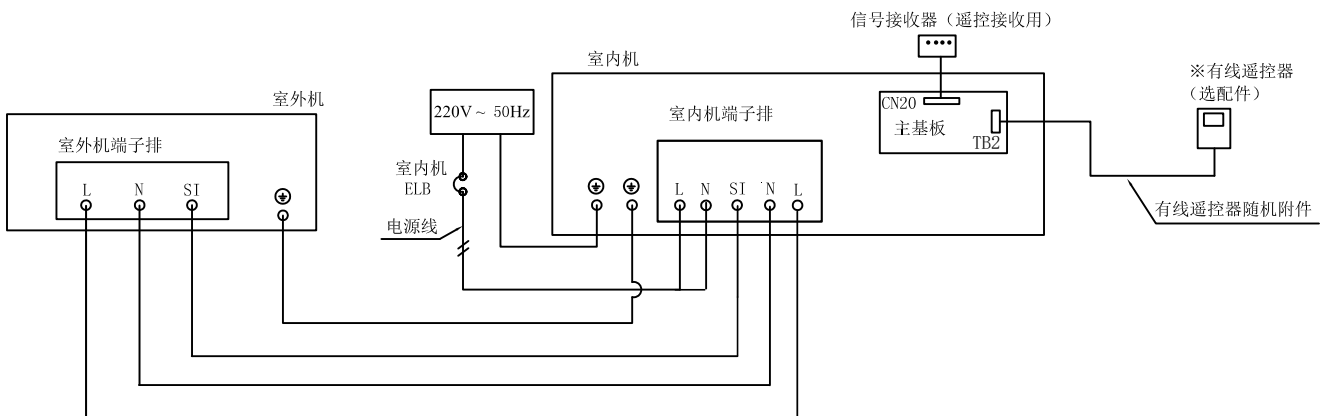 信号接收器（遥控接收用）
室内机
※有线遥控器
（选配件）
室外机
220V～ 50Hz
CN20
主基板
TB2
室内机端子排
室外机端子排
室内机
ELB
L N SI
L N SI N L
电源线
有线遥控器随机附件